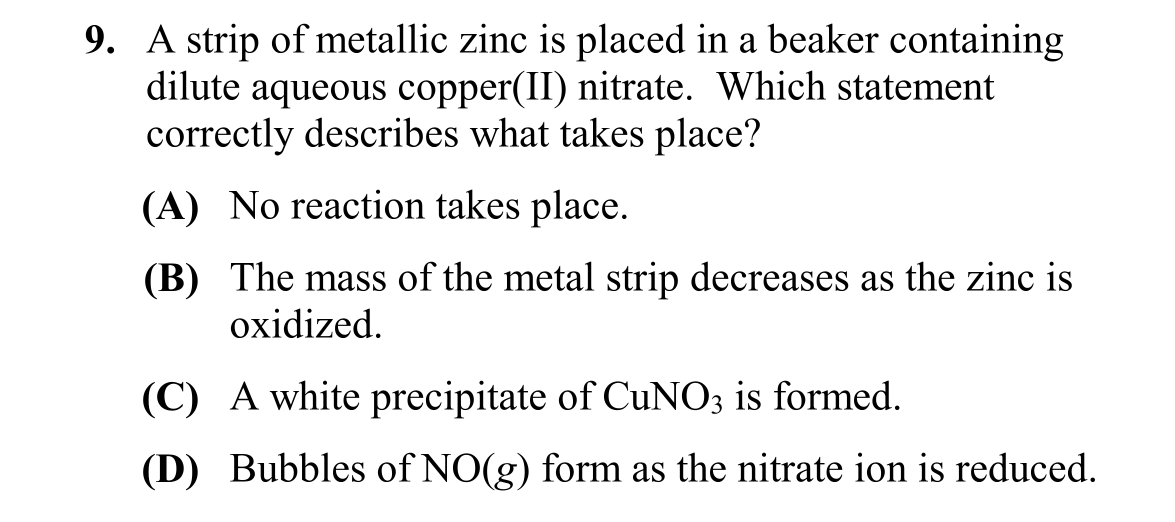 9. A strip of metallic zinc is placed in a beaker containing
dilute aqueous copper(II) nitrate. Which statement
correctly describes what takes place?
(A) No reaction takes place.
(B) The mass of the metal strip decreases as the zinc is
oxidized.
(C) A white precipitate of CuNO₃ is formed.
(D) Bubbles of NO(g) form as the nitrate ion is reduced.